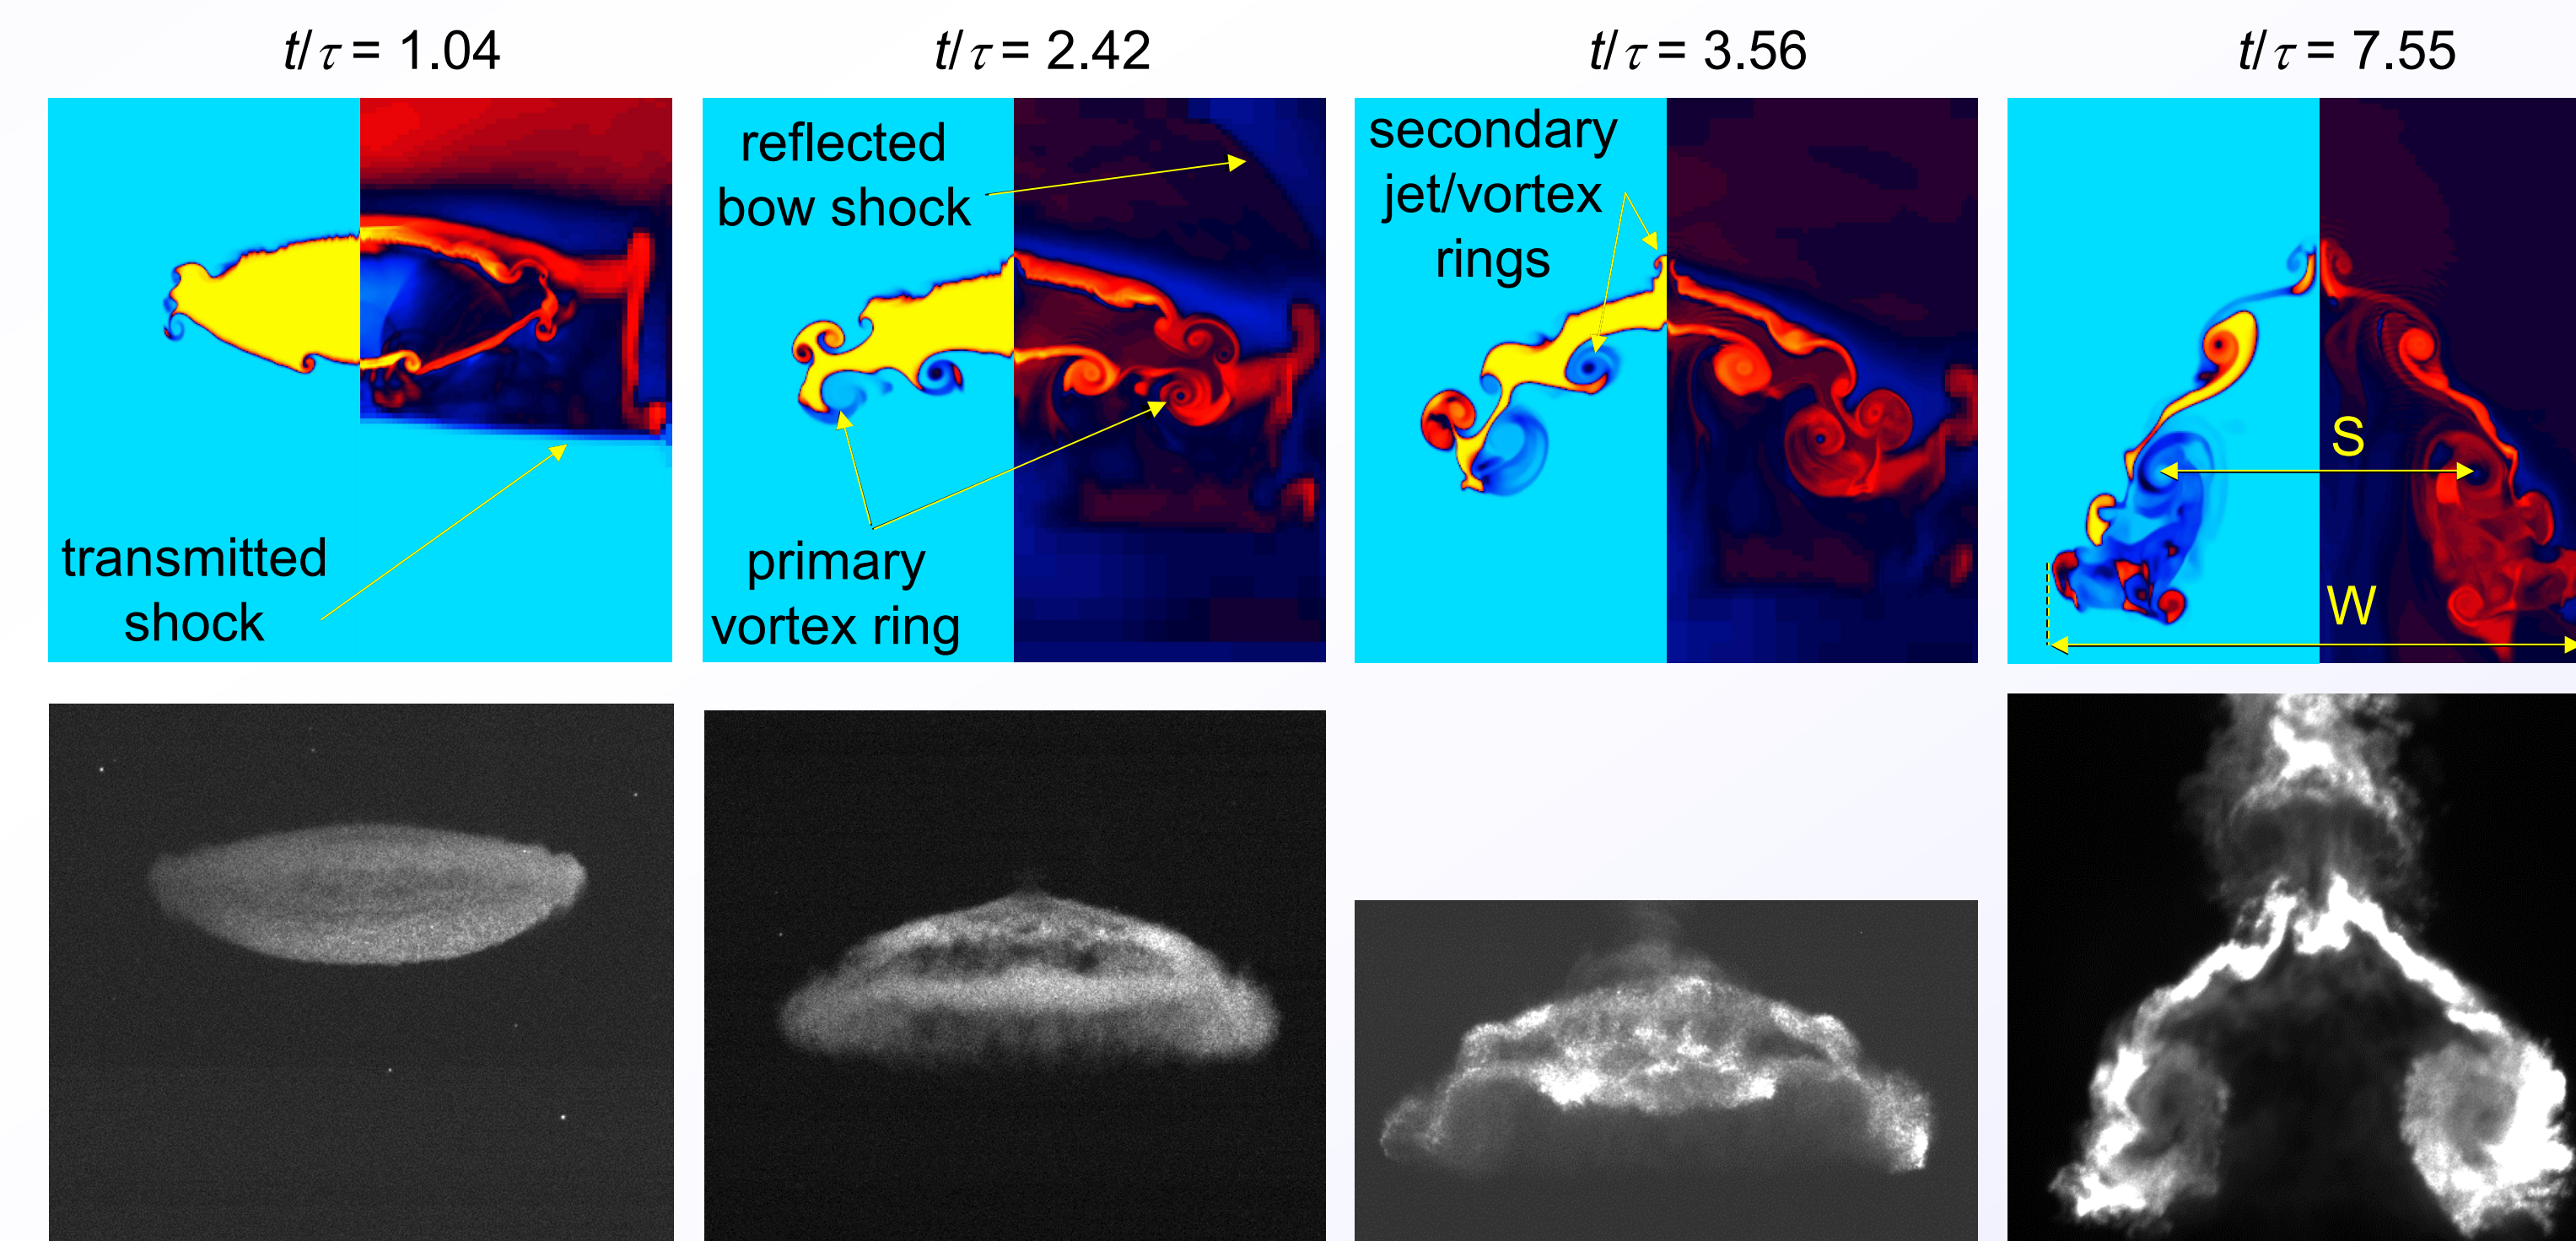 t/τ = 1.04
t/τ = 2.42
t/τ = 3.56
t/τ = 7.55
transmitted
shock
reflected
bow shock
primary
vortex ring
secondary
jet/vortex
rings
S
W